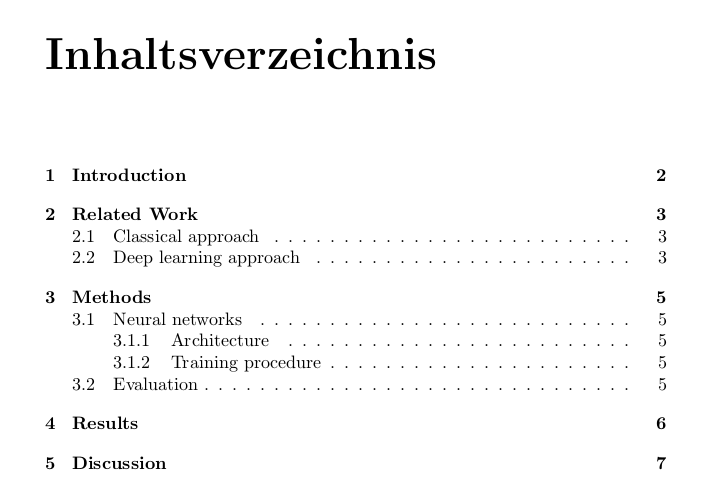 Inhaltsverzeichnis
1 Introduction 2
2 Related Work 3
2.1 Classical approach . . . . . . . . . . . . . . . . . . . . . . . . . . 3
2.2 Deep learning approach . . . . . . . . . . . . . . . . . . . . . . . 3
3 Methods 5
3.1 Neural networks . . . . . . . . . . . . . . . . . . . . . . . . . . . 5
3.1.1 Architecture . . . . . . . . . . . . . . . . . . . . . . . . . 5
3.1.2 Training procedure . . . . . . . . . . . . . . . . . . . . . . 5
3.2 Evaluation . . . . . . . . . . . . . . . . . . . . . . . . . . . . . . . 5
4 Results 6
5 Discussion 7